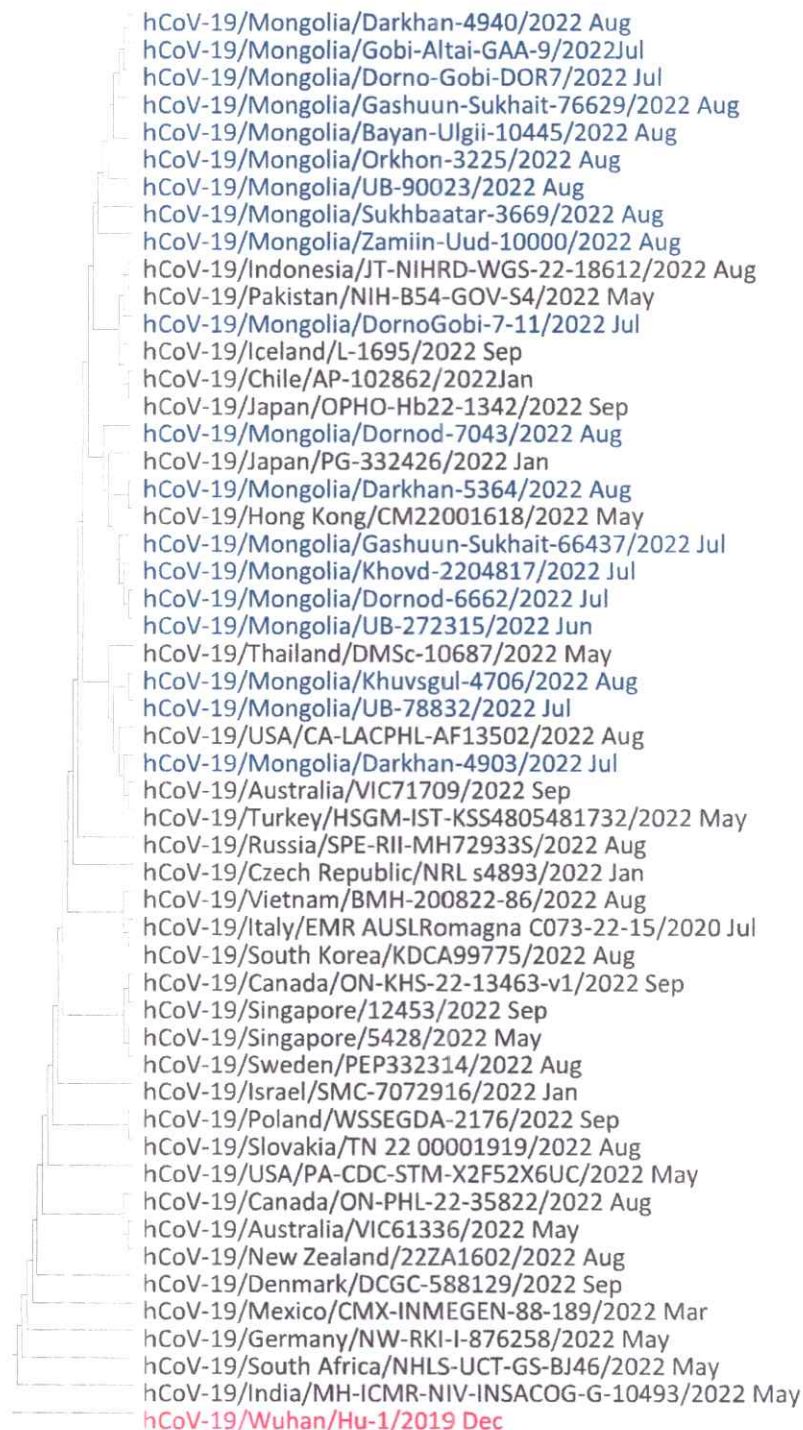 hCoV-19/Mongolia/Darkhan-4940/2022 Aug
hCoV-19/Mongolia/Gobi-Altai-GAA-9/2022Jul
hCoV-19/Mongolia/Dorno-Gobi-DOR7/2022 Jul
hCoV-19/Mongolia/Gashuun-Sukhait-76629/2022 Aug
hCoV-19/Mongolia/Bayan-Ulgii-10445/2022 Aug
hCoV-19/Mongolia/Orkhon-3225/2022 Aug
hCoV-19/Mongolia/UB-90023/2022 Aug
hCoV-19/Mongolia/Sukhbaatar-3669/2022 Aug
hCoV-19/Mongolia/Zamiin-Uud-10000/2022 Aug
hCoV-19/Indonesia/JT-NIHRD-WGS-22-18612/2022 Aug
hCoV-19/Pakistan/NIH-B54-GOV-S4/2022 May
hCoV-19/Mongolia/DornoGobi-7-11/2022 Jul
hCoV-19/Iceland/L-1695/2022 Sep
hCoV-19/Chile/AP-102862/2022Jan
hCoV-19/Japan/OPHO-Hb22-1342/2022 Sep
hCoV-19/Mongolia/Dornod-7043/2022 Aug
hCoV-19/Japan/PG-332426/2022 Jan
hCoV-19/Mongolia/Darkhan-5364/2022 Aug
hCoV-19/Hong Kong/CM22001618/2022 May
hCoV-19/Mongolia/Gashuun-Sukhait-66437/2022 Jul
hCoV-19/Mongolia/Khovd-2204817/2022 Jul
hCoV-19/Mongolia/Dornod-6662/2022 Jul
hCoV-19/Mongolia/UB-272315/2022 Jun
hCoV-19/Thailand/DMSc-10687/2022 May
hCoV-19/Mongolia/Khuvsgul-4706/2022 Aug
hCoV-19/Mongolia/UB-78832/2022 Jul
hCoV-19/USA/CA-LACPHL-AF13502/2022 Aug
hCoV-19/Mongolia/Darkhan-4903/2022 Jul
hCoV-19/Australia/VIC71709/2022 Sep
hCoV-19/Turkey/HSGM-IST-KSS4805481732/2022 May
hCoV-19/Russia/SPE-RII-MH72933S/2022 Aug
hCoV-19/Czech Republic/NRL s4893/2022 Jan
hCoV-19/Vietnam/BMH-200822-86/2022 Aug
hCoV-19/Italy/EMR AUSLRomagna C073-22-15/2020 Jul
hCoV-19/South Korea/KDCA99775/2022 Aug
hCoV-19/Canada/ON-KHS-22-13463-v1/2022 Sep
hCoV-19/Singapore/12453/2022 Sep
hCoV-19/Singapore/5428/2022 May
hCoV-19/Sweden/PEP332314/2022 Aug
hCoV-19/Israel/SMC-7072916/2022 Jan
hCoV-19/Poland/WSSEGDA-2176/2022 Sep
hCoV-19/Slovakia/TN 22 00001919/2022 Aug
hCoV-19/USA/PA-CDC-STM-X2F52X6UC/2022 May
hCoV-19/Canada/ON-PHL-22-35822/2022 Aug
hCoV-19/Australia/VIC61336/2022 May
hCoV-19/New Zealand/22ZA1602/2022 Aug
hCoV-19/Denmark/DCGC-588129/2022 Sep
hCoV-19/Mexico/CMX-INMEGEN-88-189/2022 Mar
hCoV-19/Germany/NW-RKI-I-876258/2022 May
hCoV-19/South Africa/NHLS-UCT-GS-BJ46/2022 May
hCoV-19/India/MH-ICMR-NIV-INSACOG-G-10493/2022 May
hCoV-19/Wuhan/Hu-1/2019 Dec